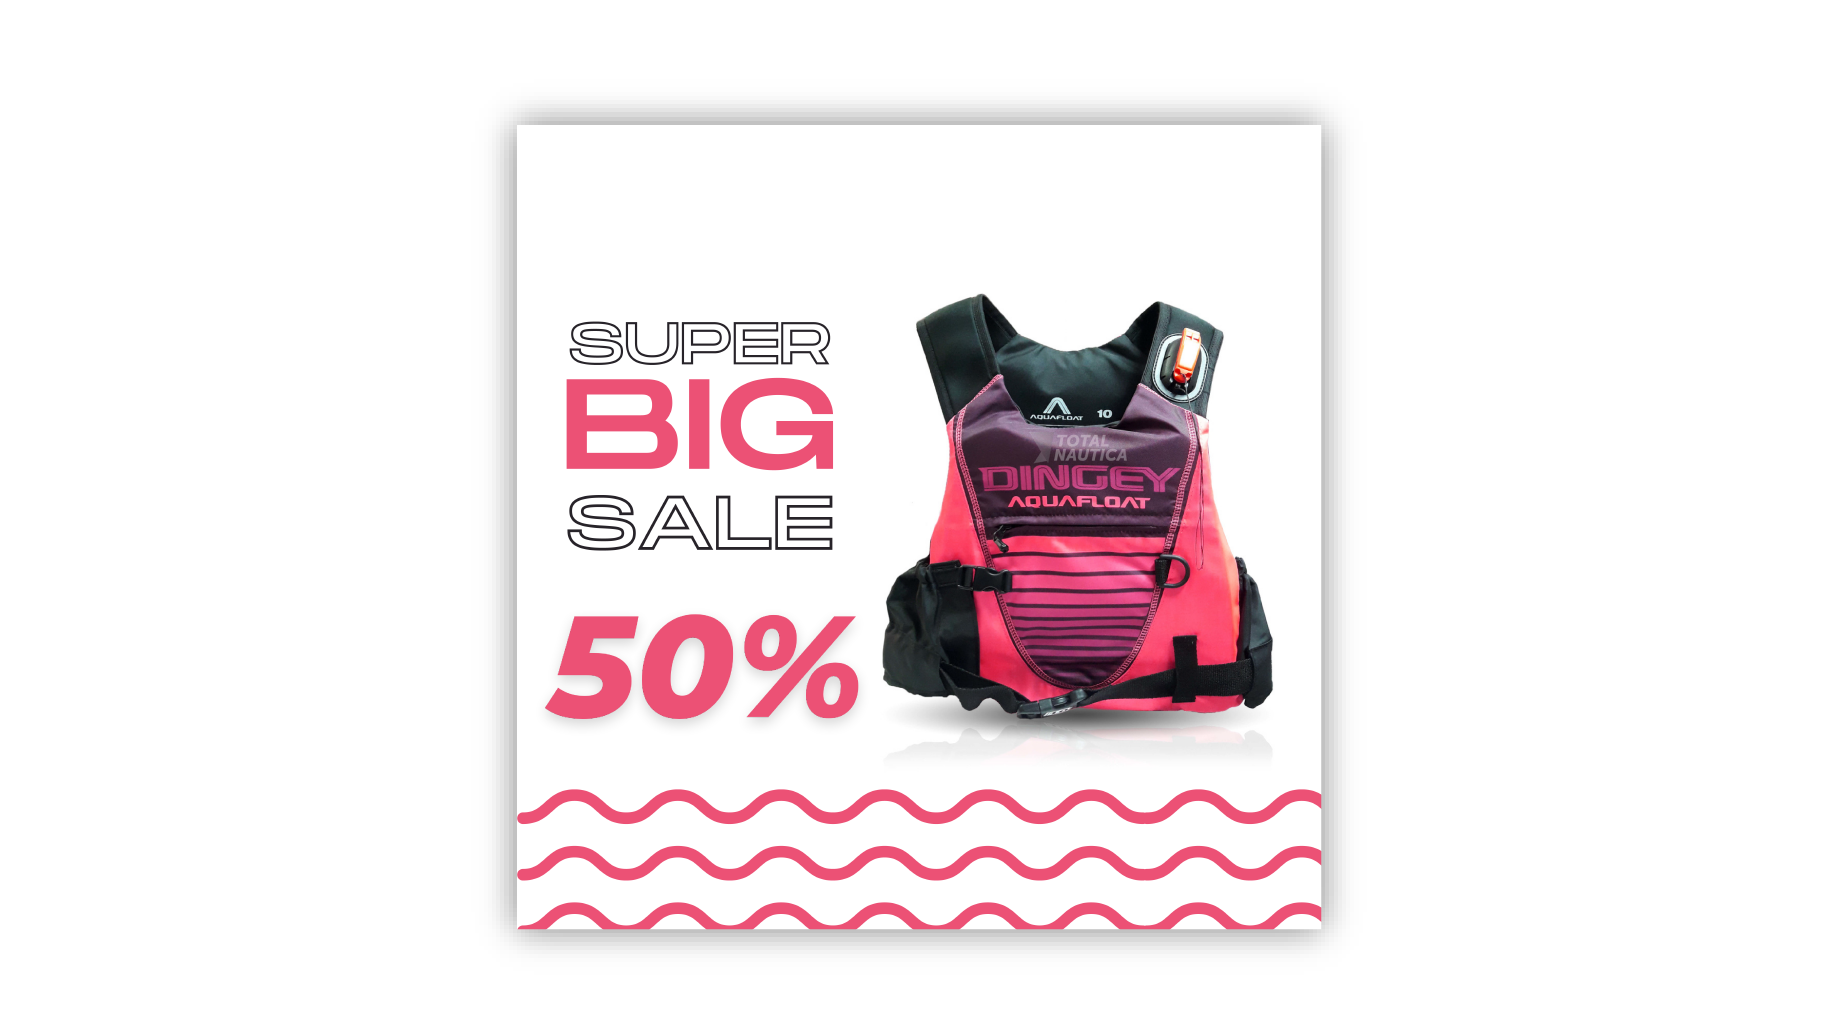 SUPER
BIG
SALE
50%
AQUAFLOAT 10
TOTAL
NAUTICA
DINGEY
AQUAFLOAT